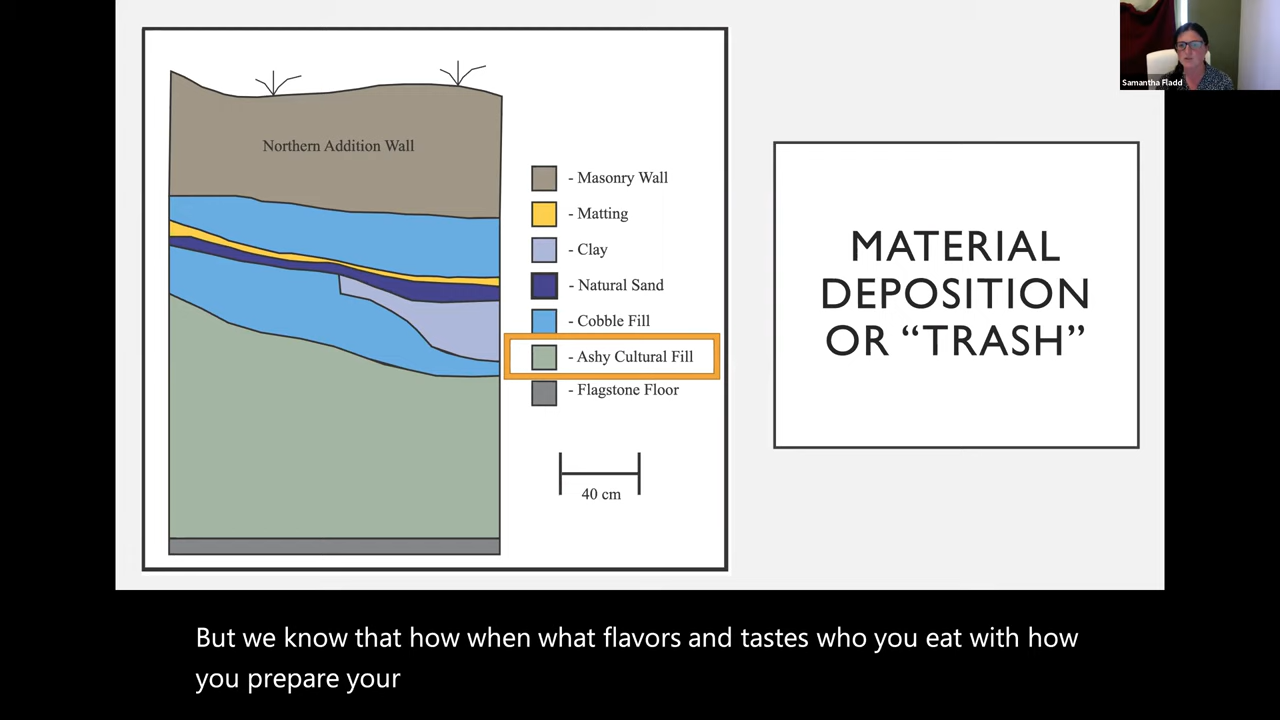 Samantha Fladd
Northern Addition Wall
- Masonry Wall
- Matting
- Clay
- Natural Sand
- Cobble Fill
- Ashy Cultural Fill
- Flagstone Floor
40 cm
MATERIAL
DEPOSITION
OR “TRASH”
But we know that how when what flavors and tastes who you eat with how
you prepare your